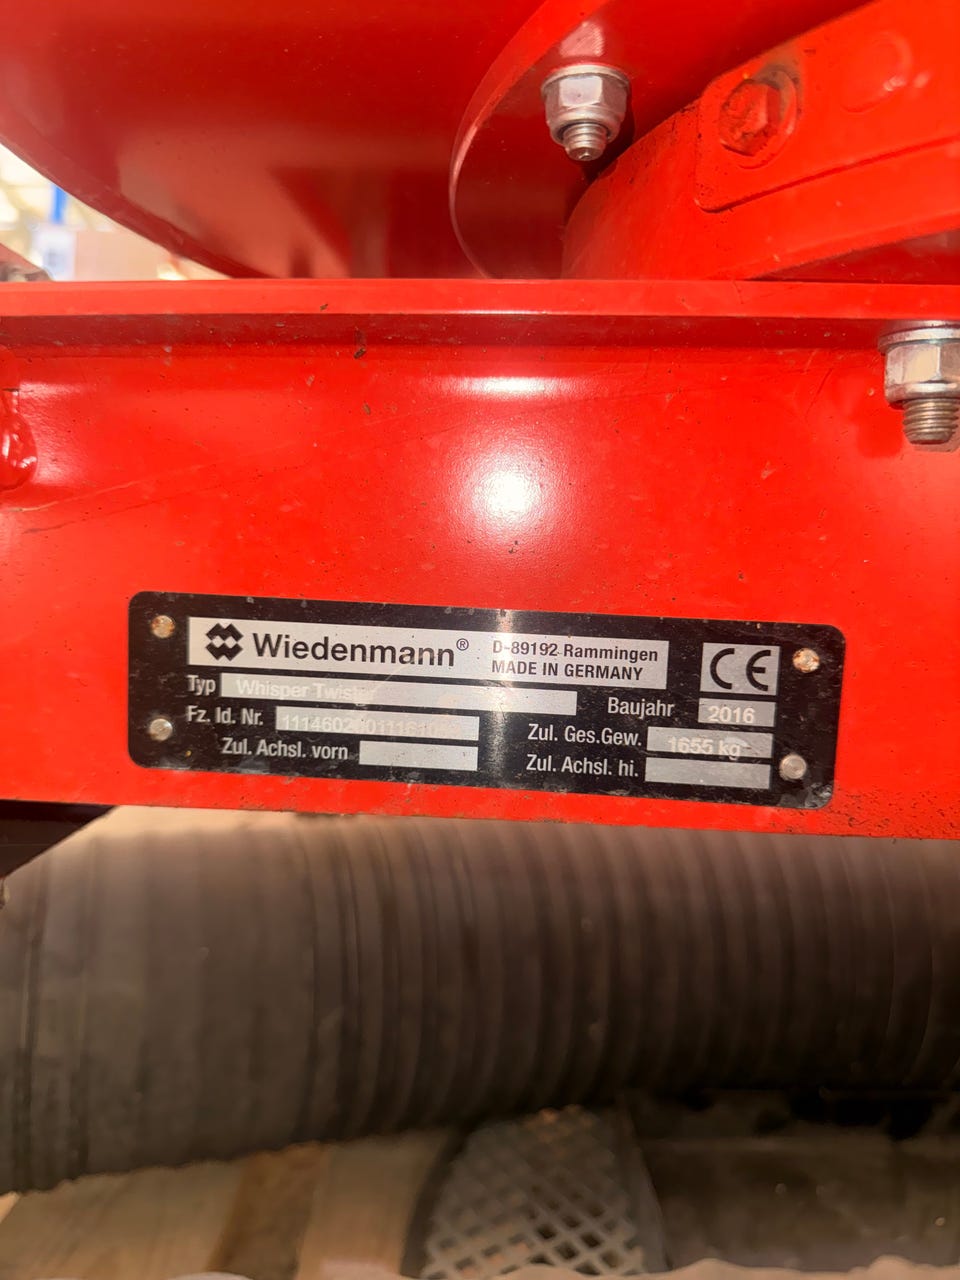 Wiedenmann® D-89192 Rammingen
MADE IN GERMANY
CE
Typ Whisper Twister
Baujahr 2016
Fz. Id. Nr.
Zul. Ges.Gew. 1655 kg
Zul. Achsl. vorn
Zul. Achsl. hi.